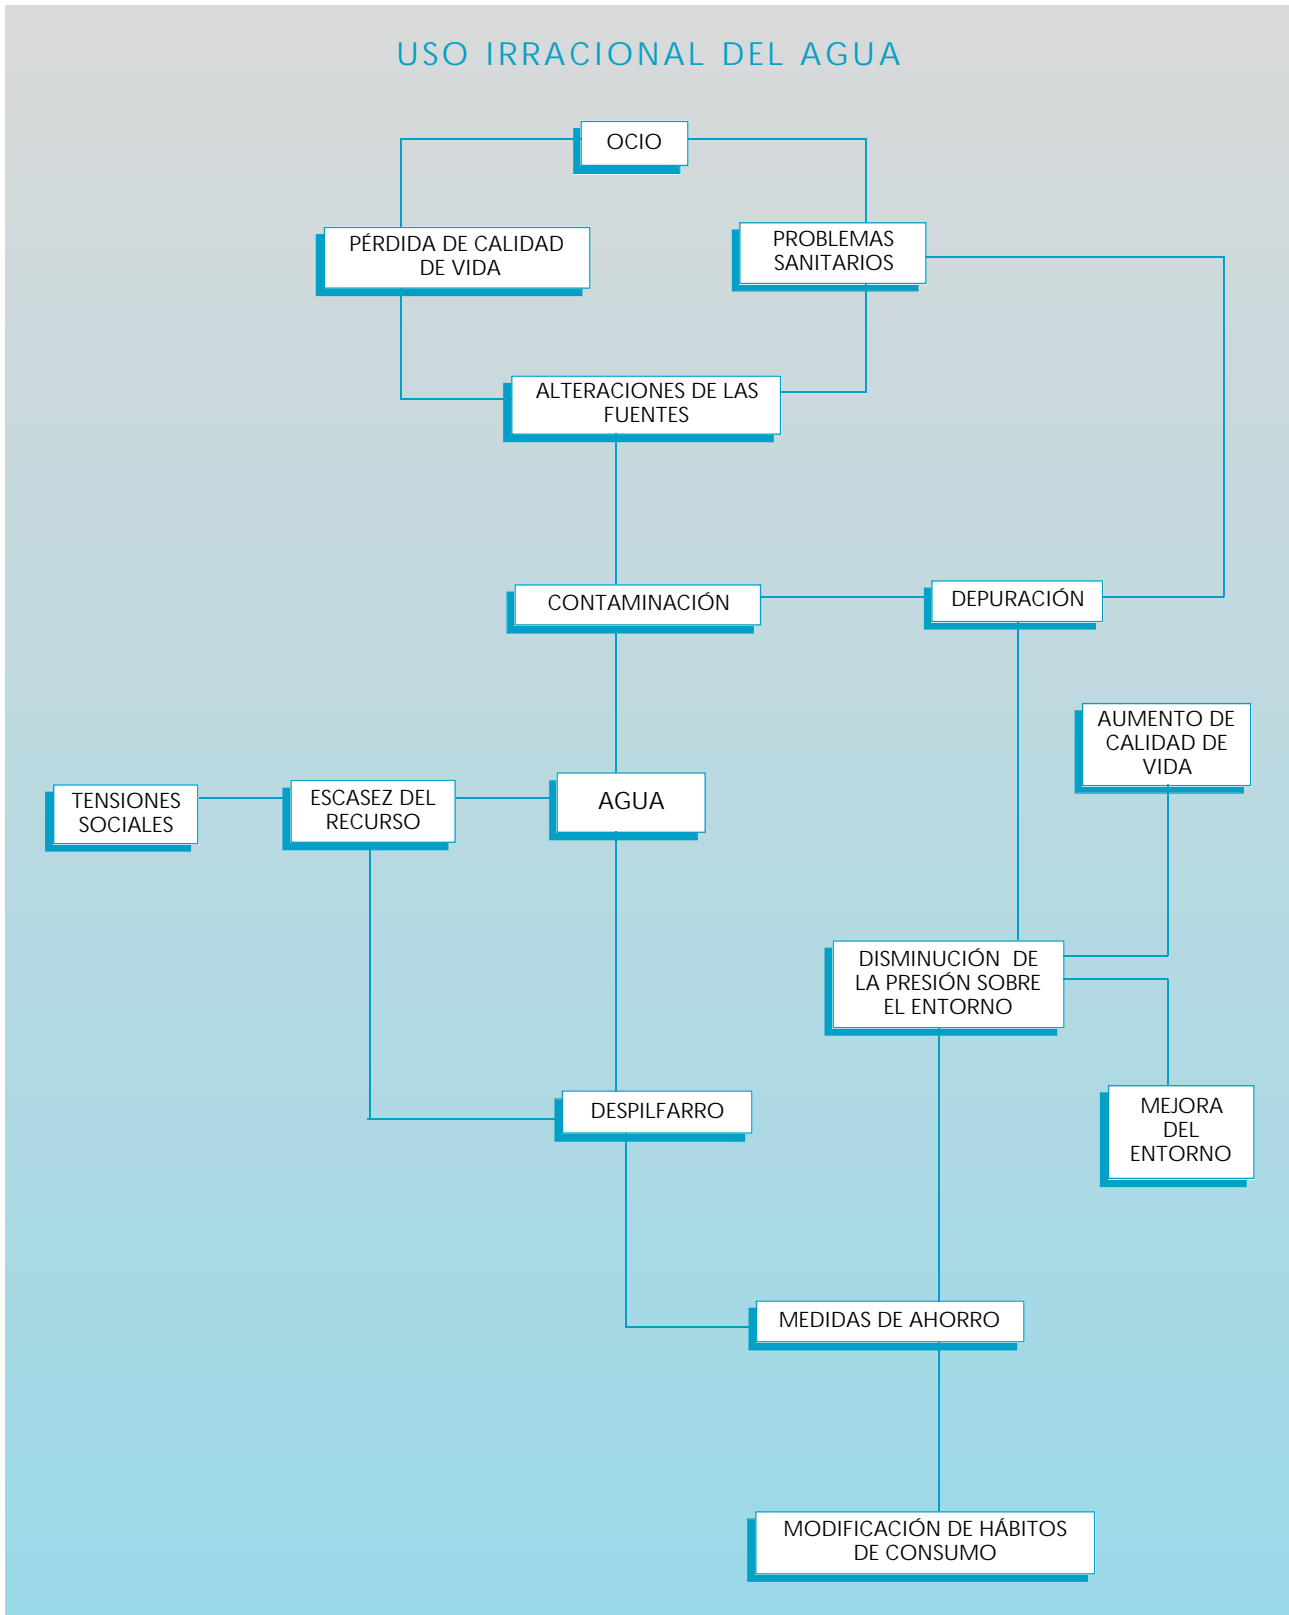 USO IRRACIONAL DEL AGUA
OCIO
PÉRDIDA DE CALIDAD
DE VIDA
PROBLEMAS
SANITARIOS
ALTERACIONES DE LAS
FUENTES
CONTAMINACIÓN
DEPURACIÓN
AUMENTO DE
CALIDAD DE
VIDA
TENSIONES
SOCIALES
ESCASEZ DEL
RECURSO
AGUA
DISMINUCIÓN DE
LA PRESIÓN SOBRE
EL ENTORNO
DESPILFARRO
MEJORA
DEL
ENTORNO
MEDIDAS DE AHORRO
MODIFICACIÓN DE HÁBITOS
DE CONSUMO